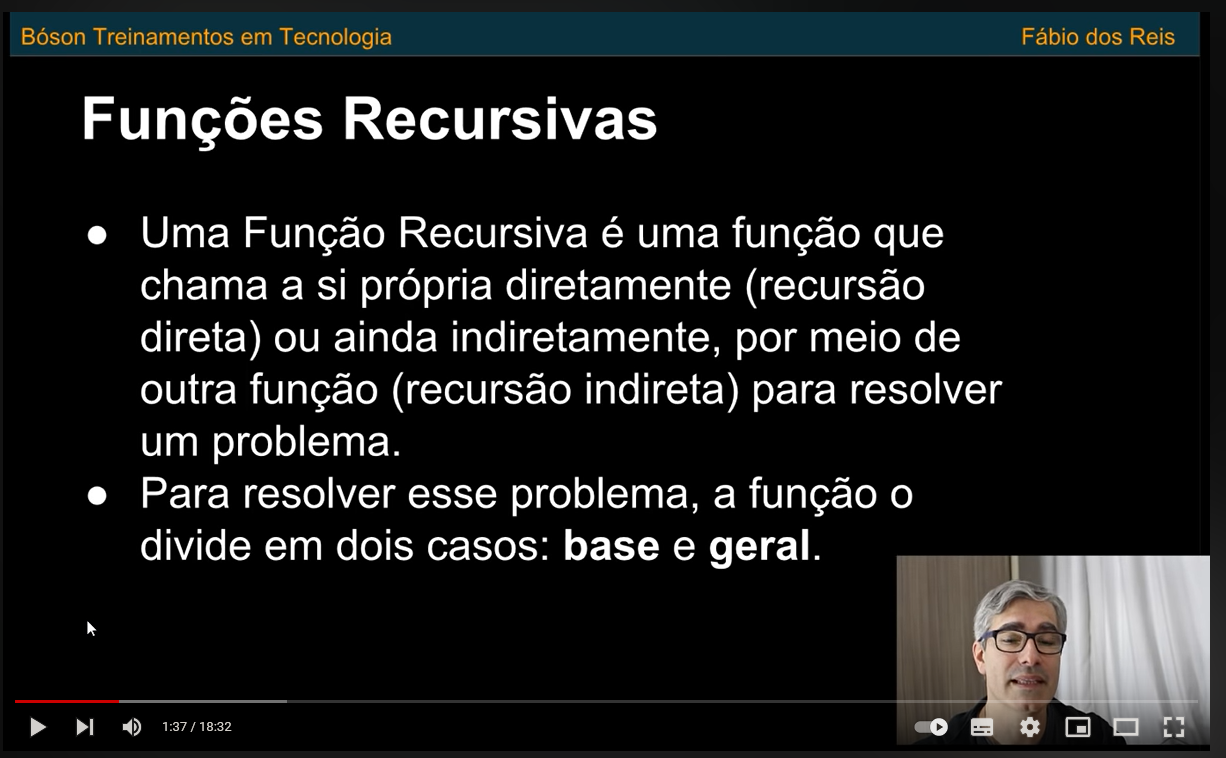 Bóson Treinamentos em Tecnologia
Fábio dos Reis
Funções Recursivas
● Uma Função Recursiva é uma função que
chama a si própria diretamente (recursão
direta) ou ainda indiretamente, por meio de
outra função (recursão indireta) para resolver
um problema.
● Para resolver esse problema, a função o
divide em dois casos: base e geral.
1:37 / 18:32